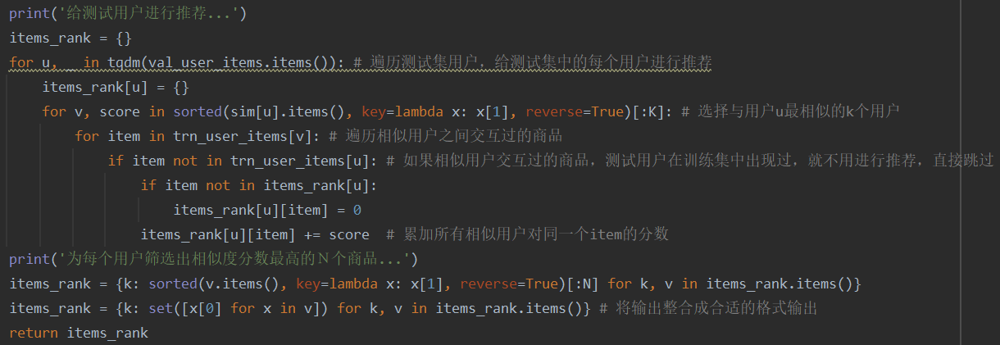 print('给测试用户进行推荐...')
items_rank = {}
for u, _ in tqdm(val_user_items.items()): # 遍历测试集用户，给测试集中的每个用户进行推荐
    items_rank[u] = {}
    for v, score in sorted(sim[u].items(), key=lambda x: x[1], reverse=True)[:K]: # 选择与用户u最相似的k个用户
        for item in trn_user_items[v]: # 遍历相似用户之间交互过的商品
            if item not in trn_user_items[u]: # 如果相似用户交互过的商品，测试用户在训练集中出现过，就不用进行推荐，直接跳过
                if item not in items_rank[u]:
                    items_rank[u][item] = 0
                items_rank[u][item] += score  # 累加所有相似用户对同一个item的分数
print('为每个用户筛选出相似度分数最高的N个商品...')
items_rank = {k: sorted(v.items(), key=lambda x: x[1], reverse=True)[:N] for k, v in items_rank.items()}
items_rank = {k: set([x[0] for x in v]) for k, v in items_rank.items()} # 将输出整合成合适的格式输出
return items_rank